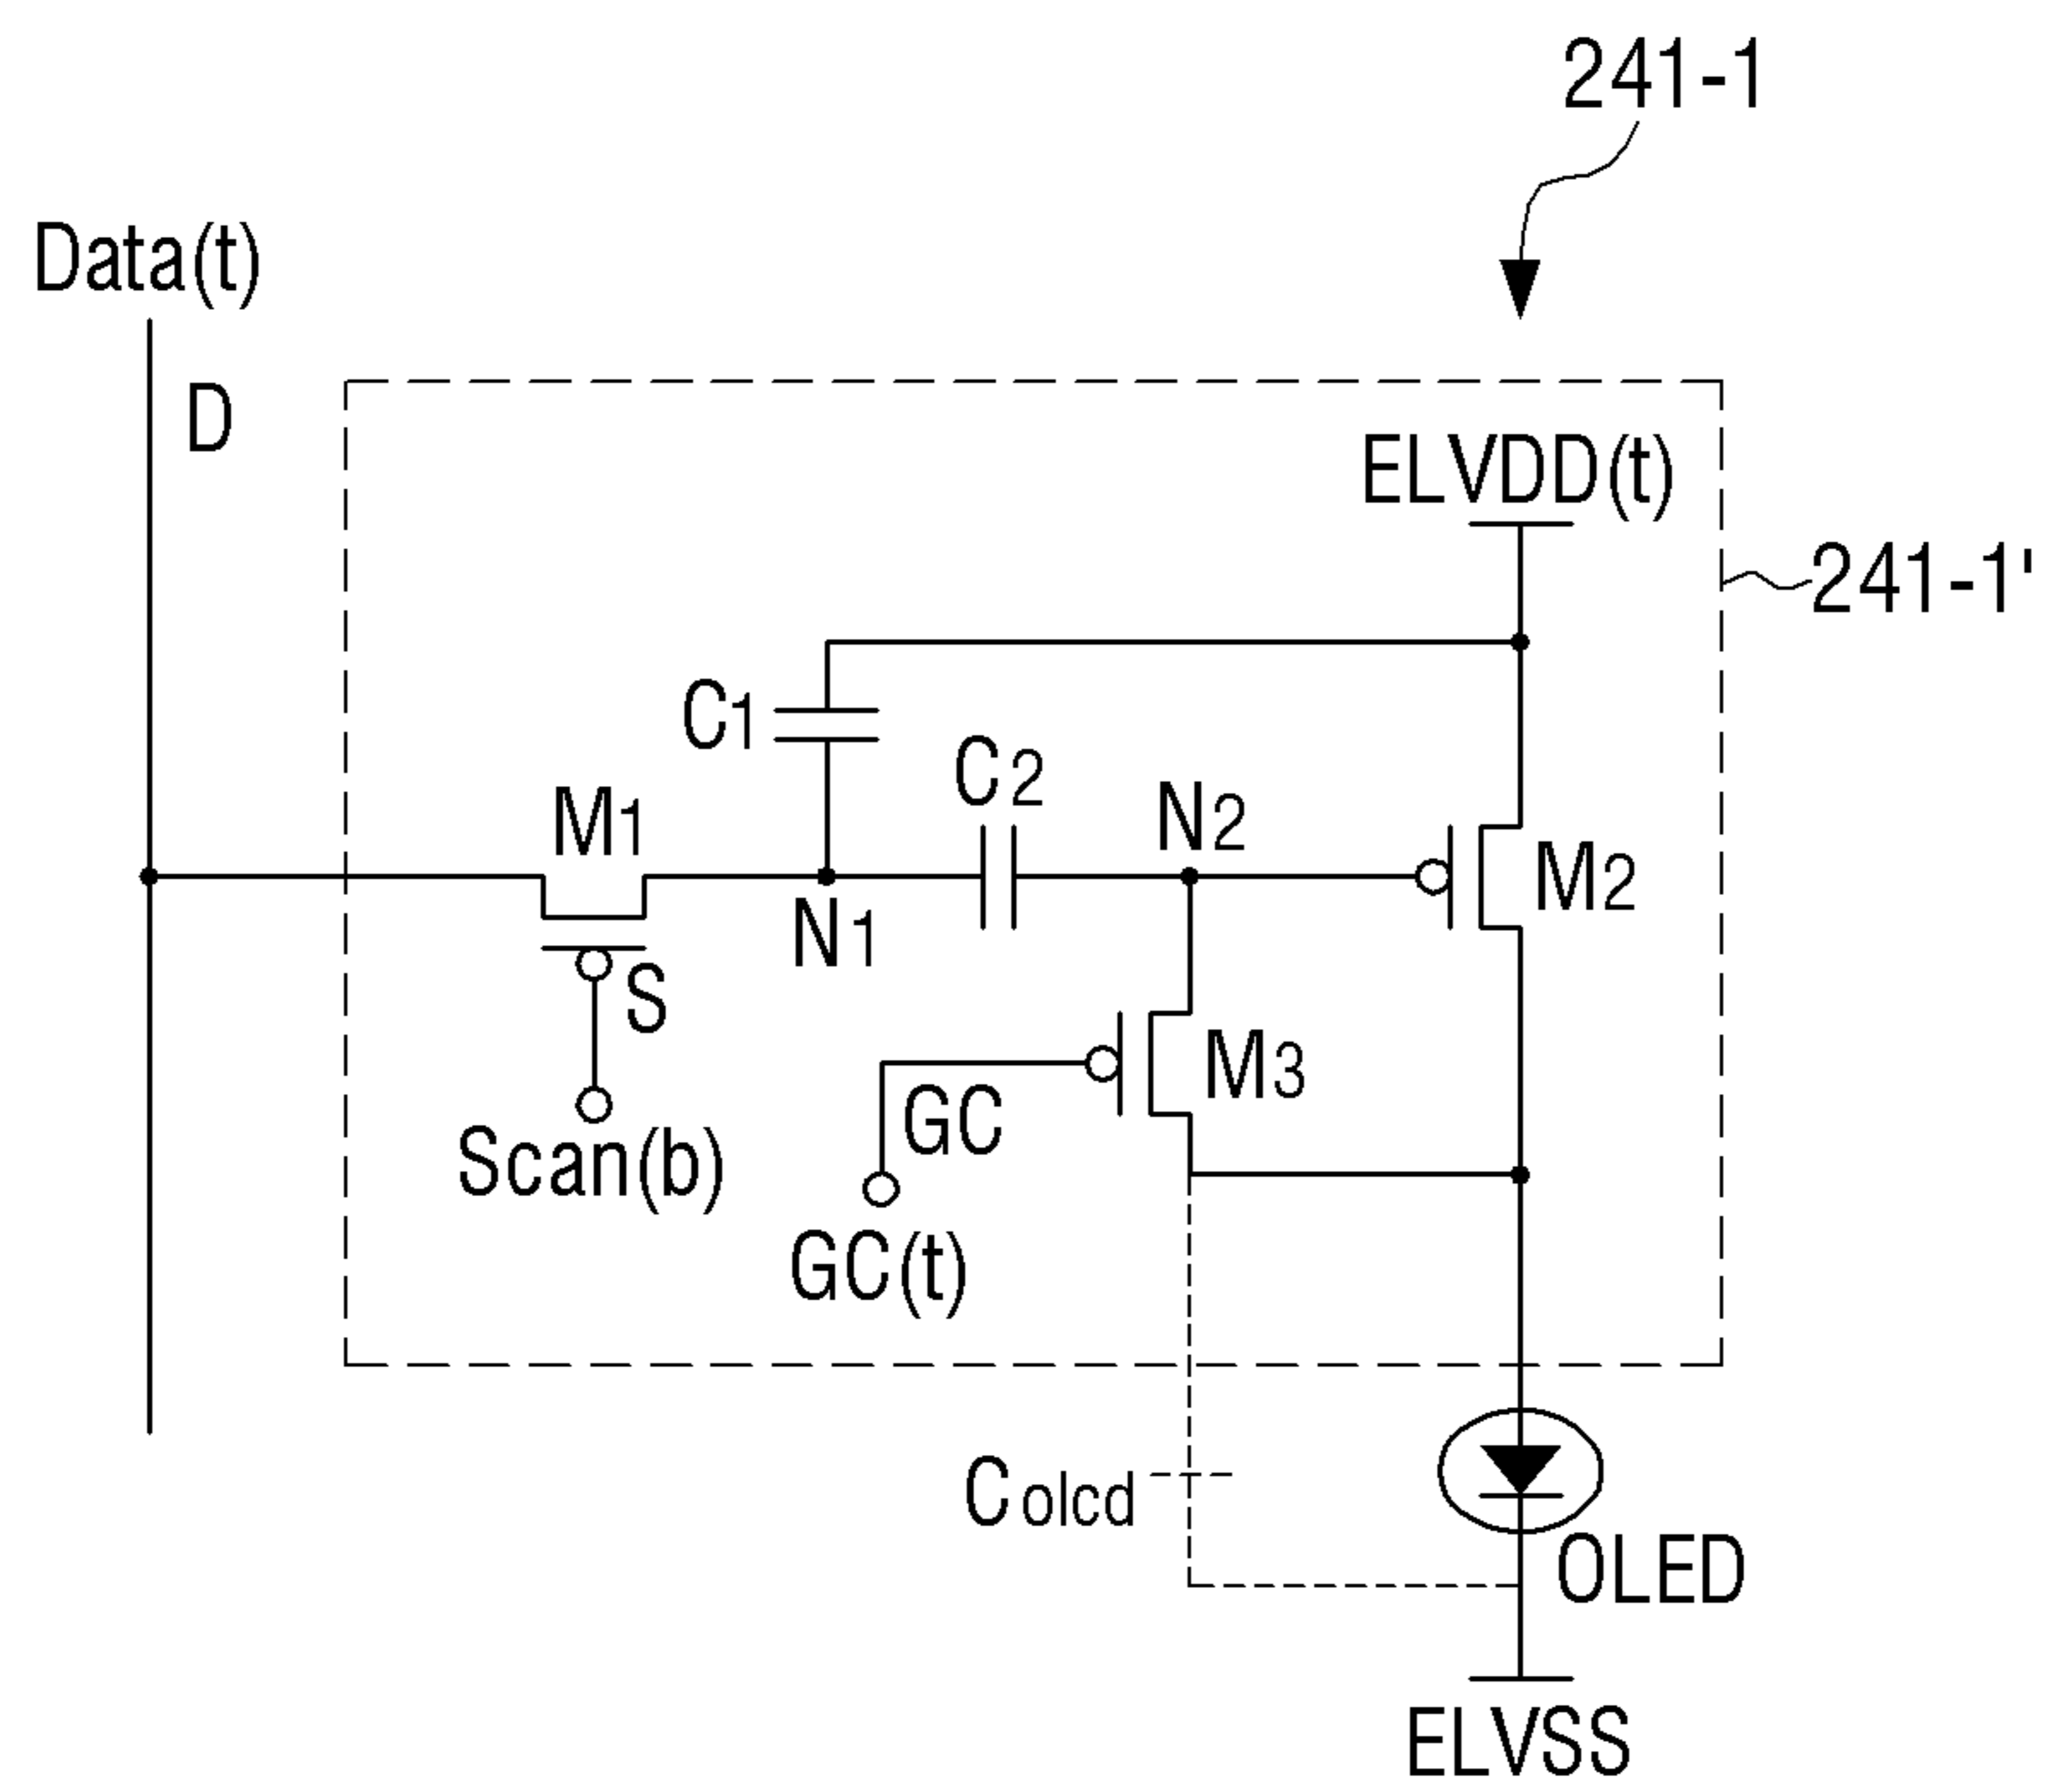 241-1
Data(t)
D
ELVDD(t)
241-1'
C1
C2
M1
N2
M2
N1
S
M3
GC
Scan(b)
GC(t)
Colcd
OLED
ELVSS